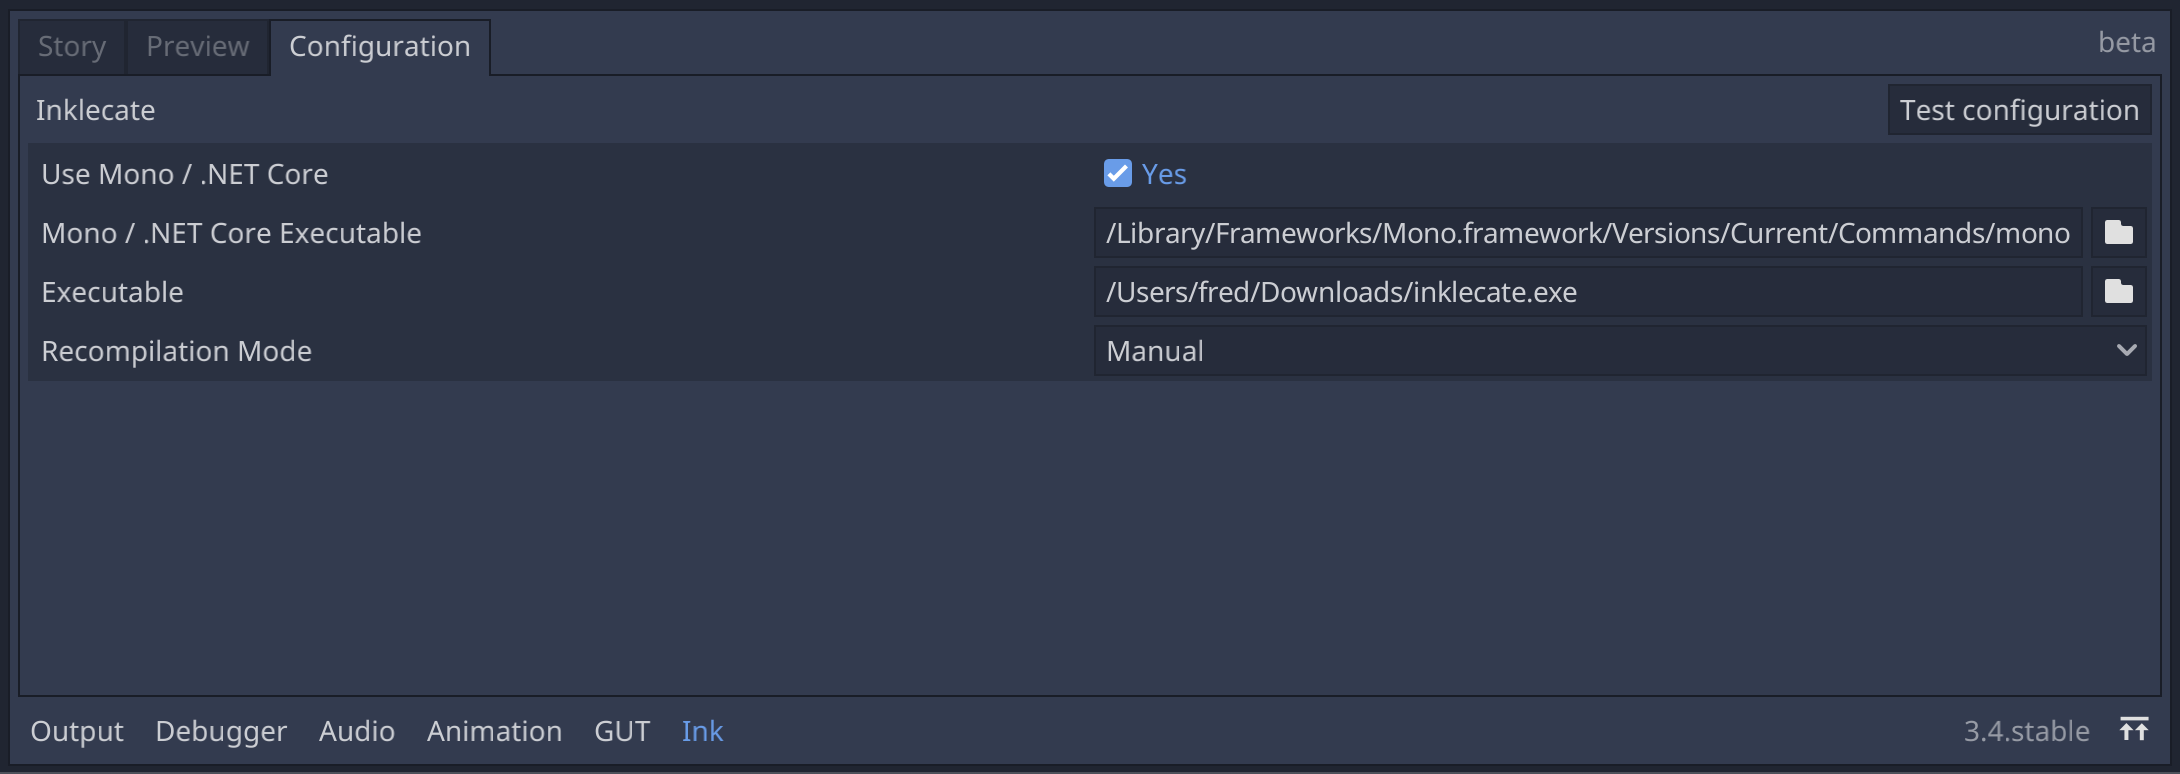 Story Preview Configuration beta
Inklecate Test configuration
Use Mono / .NET Core Yes
Mono / .NET Core Executable /Library/Frameworks/Mono.framework/Versions/Current/Commands/mono
Executable /Users/fred/Downloads/inklecate.exe
Recompilation Mode Manual
Output Debugger Audio Animation GUT Ink 3.4.stable